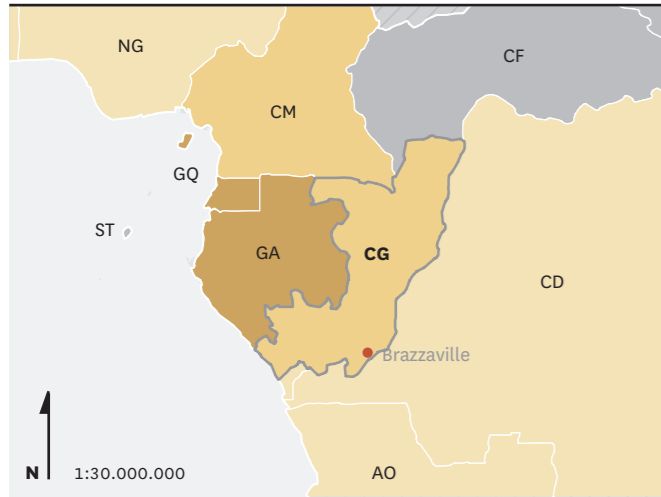 NG
CF
CM
GQ
ST
GA
CG
CD
Brazzaville
N 1:30.000.000
AO